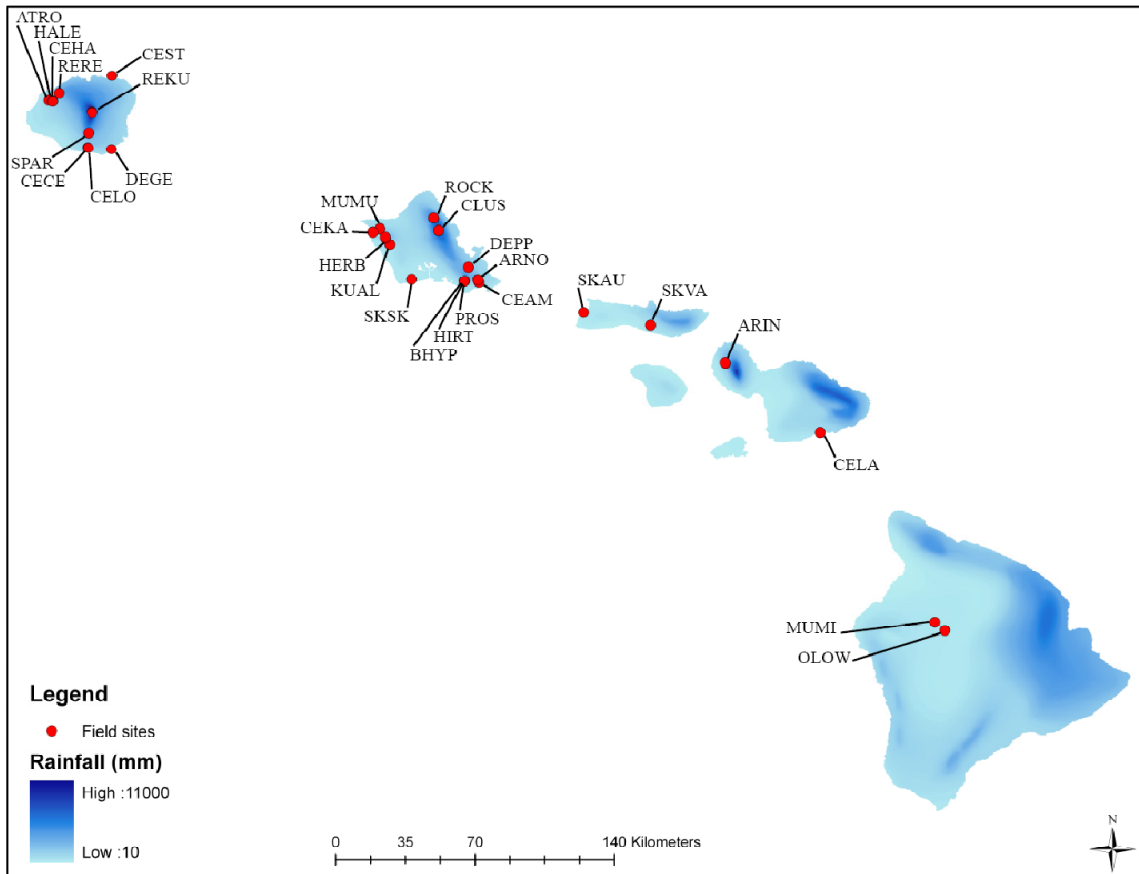 ATRO
HALE
CEHA
RERE
CEST
REKU
SPAR
CECE
CELO
DEGE
MUMU
CEKA
HERB
KUAL
SKSK
ROCK
CLUS
DEPP
ARNO
CEAM
PROS
HIRT
BHYP
SKAU
SKVA
ARIN
CELA
MUMI
OLOW
Legend
Field sites
Rainfall (mm)
High :11000
Low :10
0 35 70 140 Kilometers
N